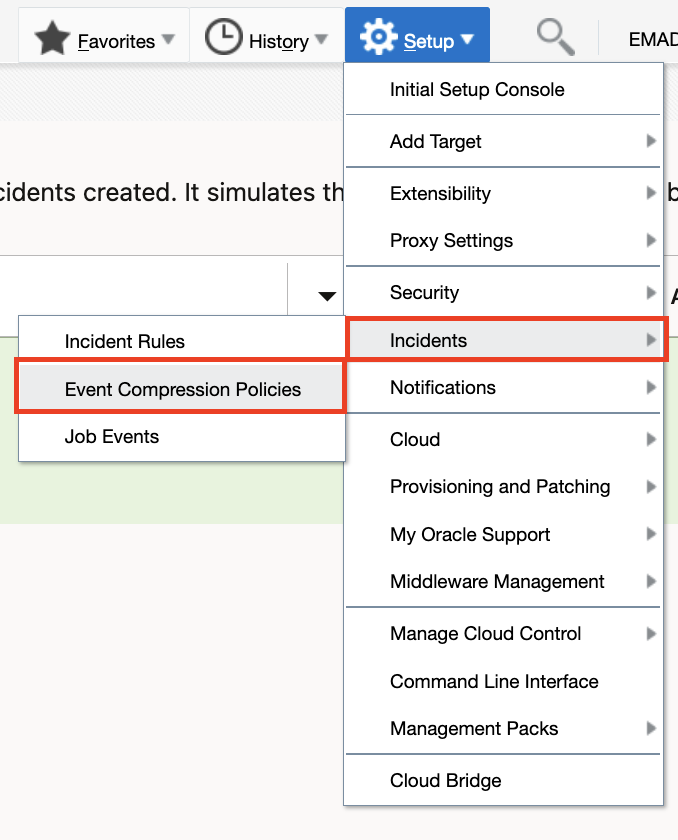 Favorites
History
Setup
EMAD
Initial Setup Console
Add Target
cidents created. It simulates th
Extensibility
Proxy Settings
Security
Incident Rules
Incidents
Event Compression Policies
Notifications
Job Events
Cloud
Provisioning and Patching
My Oracle Support
Middleware Management
Manage Cloud Control
Command Line Interface
Management Packs
Cloud Bridge